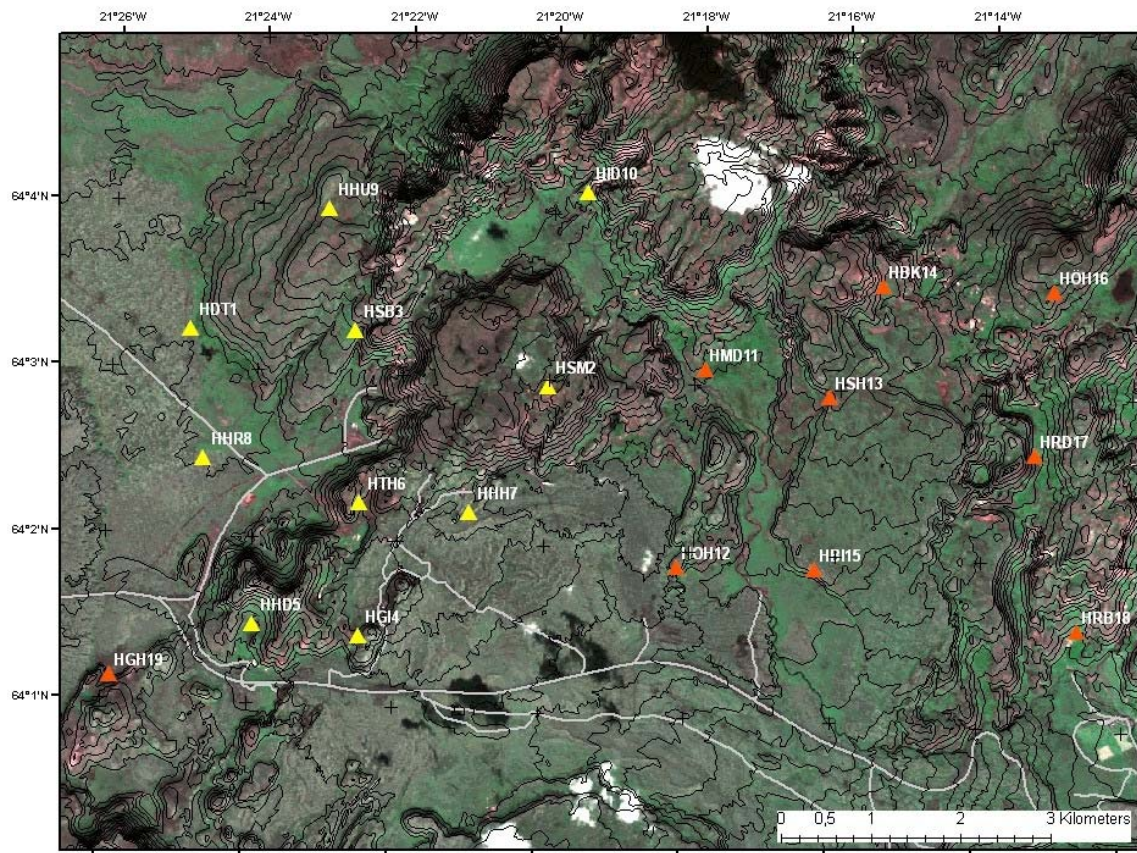 21°26'W 21°24'W 21°22'W 21°20'W 21°18'W 21°16'W 21°14'W
64°4'N
HID10
HHU9
HBK14
HOH16
HDT1
HSB3
64°3'N
HMD11
HSM2
HSH13
HHR8
HRD17
HTH6
HHH7
64°2'N
HOH12
HBI15
HHD5
HGI4
HRB18
HGH19
64°1'N
0 0,5 1 2 3 Kilometers